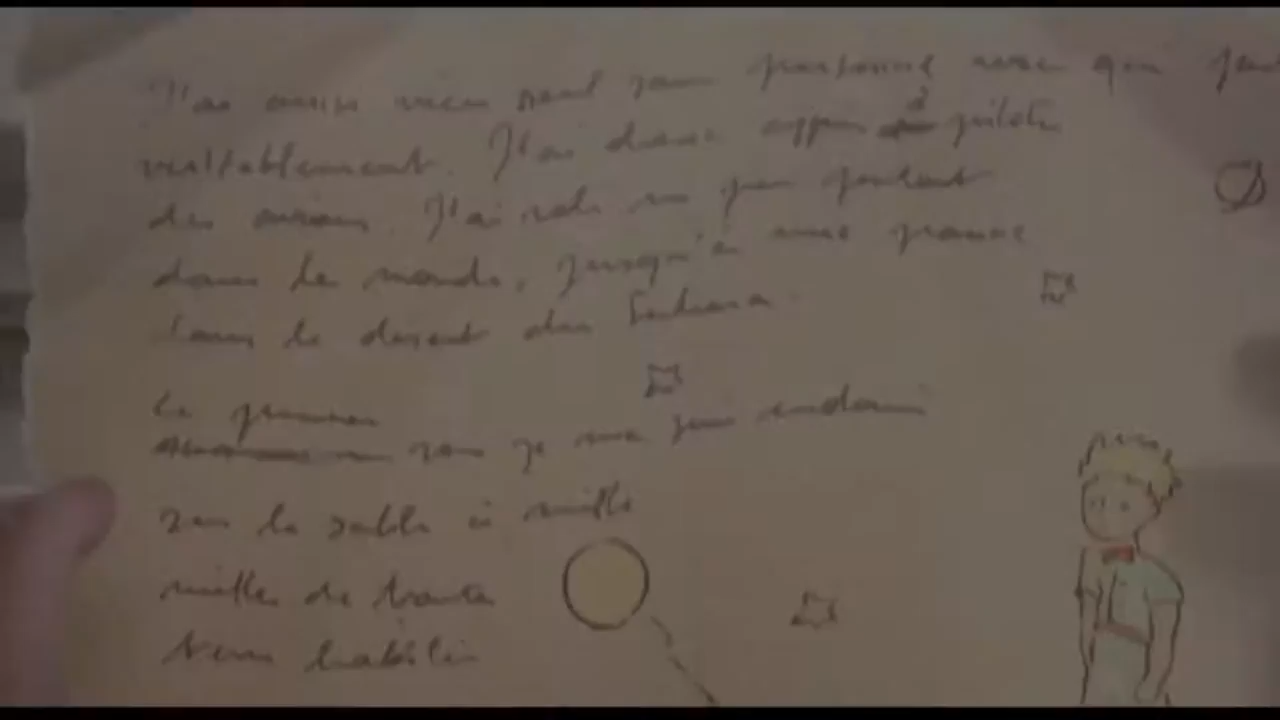 J'ai ainsi vécu seul sans personne avec qui
véritablement. J'ai donc appris à piloter
des avions. J'ai volé un peu partout
dans le monde, jusqu'à une panne
dans le désert du Sahara.
Le premier
soir je me suis endormi
sur le sable à mille
milles de toute
terre habitée